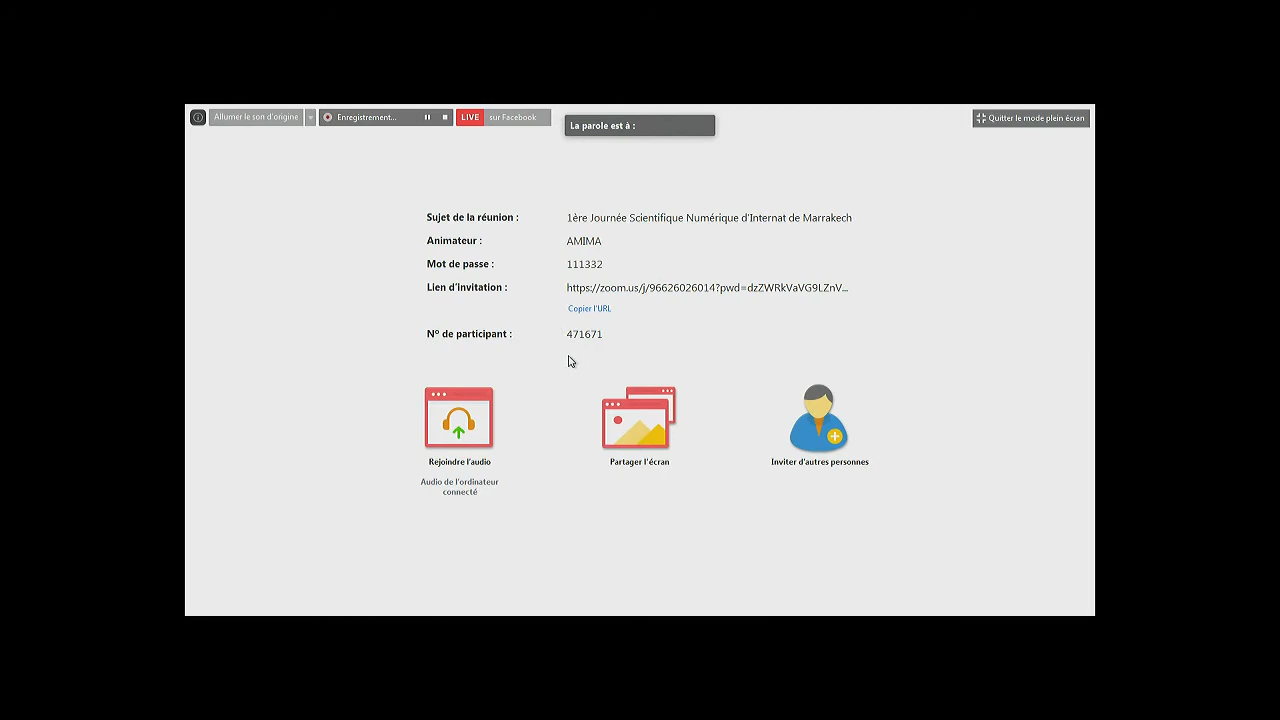 Allumer le son d'origine
Enregistrement...
LIVE sur Facebook
La parole est à :
Quitter le mode plein écran
Sujet de la réunion : 1ère Journée Scientifique Numérique d'Internat de Marrakech
Animateur : AMIMA
Mot de passe : 111332
Lien d'invitation : https://zoom.us/j/96626026014?pwd=dzZWRkVaVG9LZnV...
Copier l'URL
Nº de participant : 471671
Rejoindre l'audio
Audio de l'ordinateur
connecté
Partager l'écran
Inviter d'autres personnes